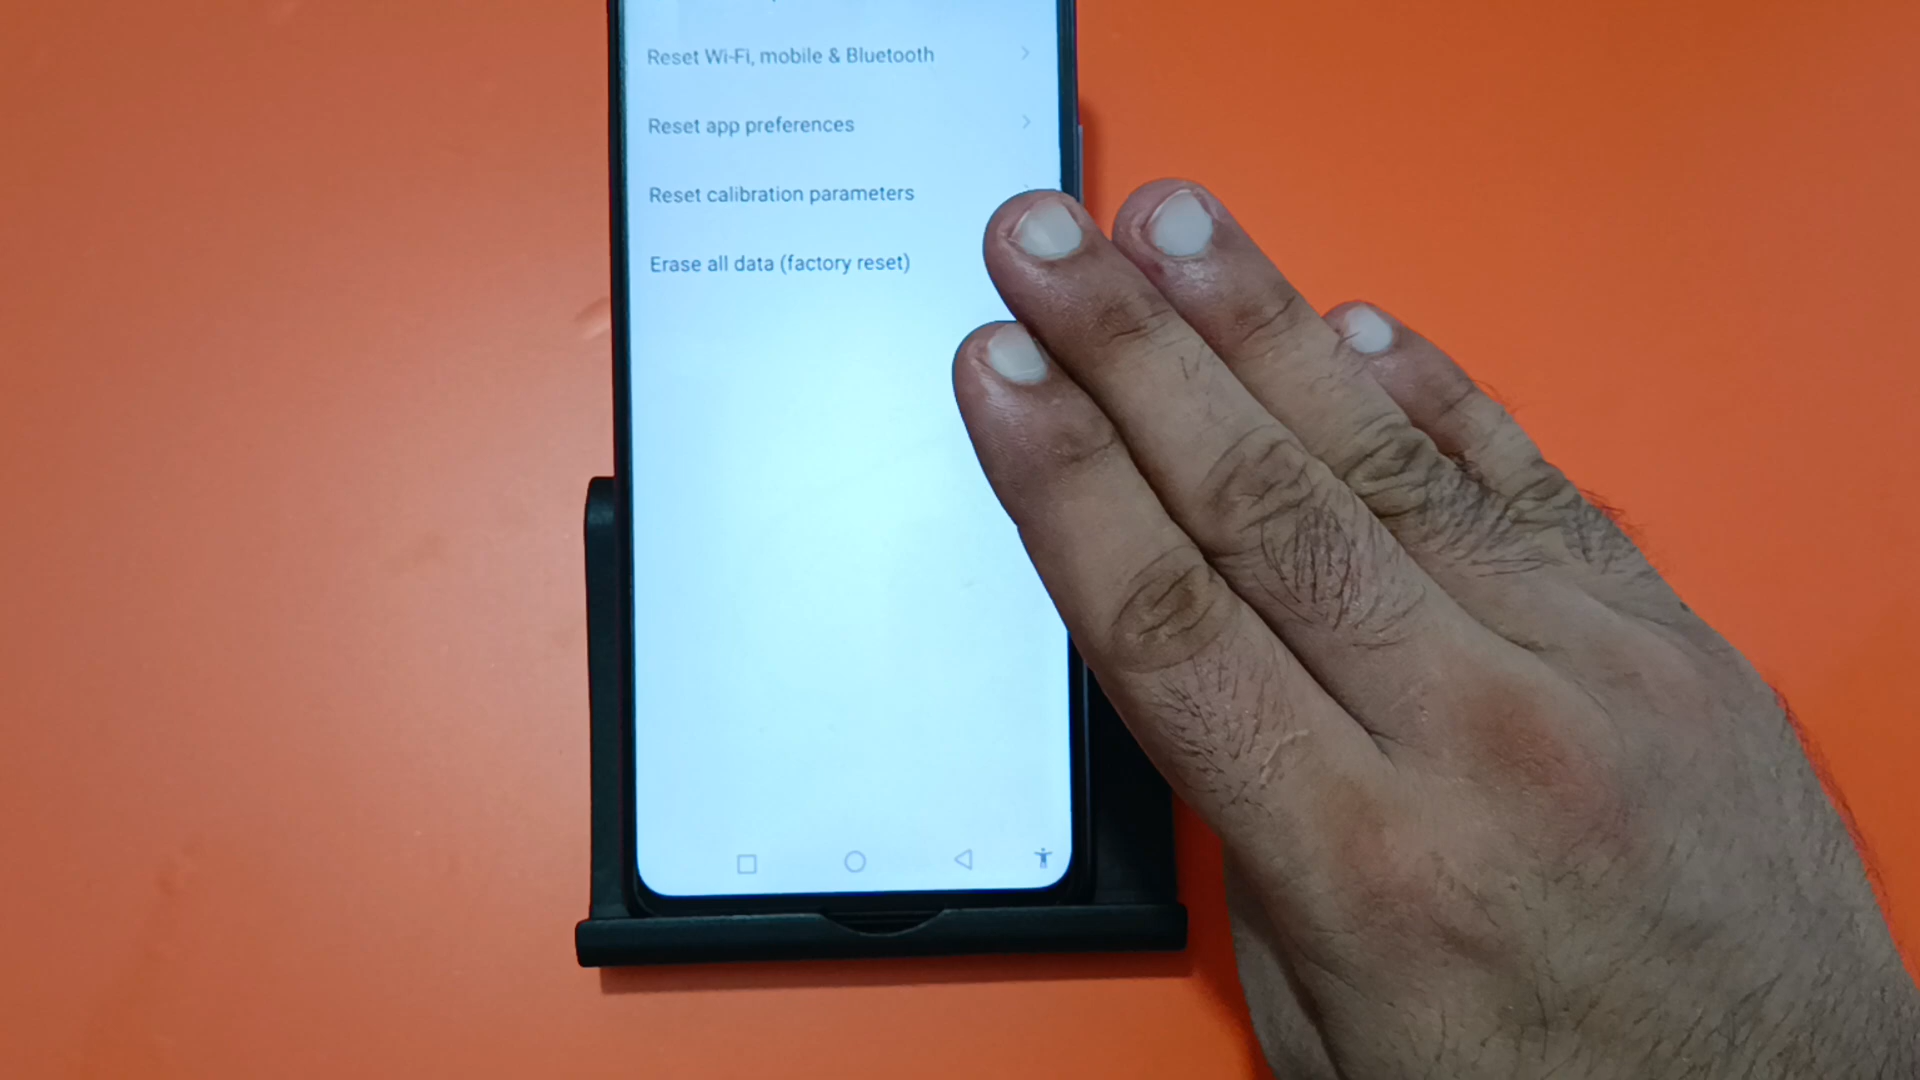 Reset Wi-Fi, mobile & Bluetooth
Reset app preferences
Reset calibration parameters
Erase all data (factory reset)